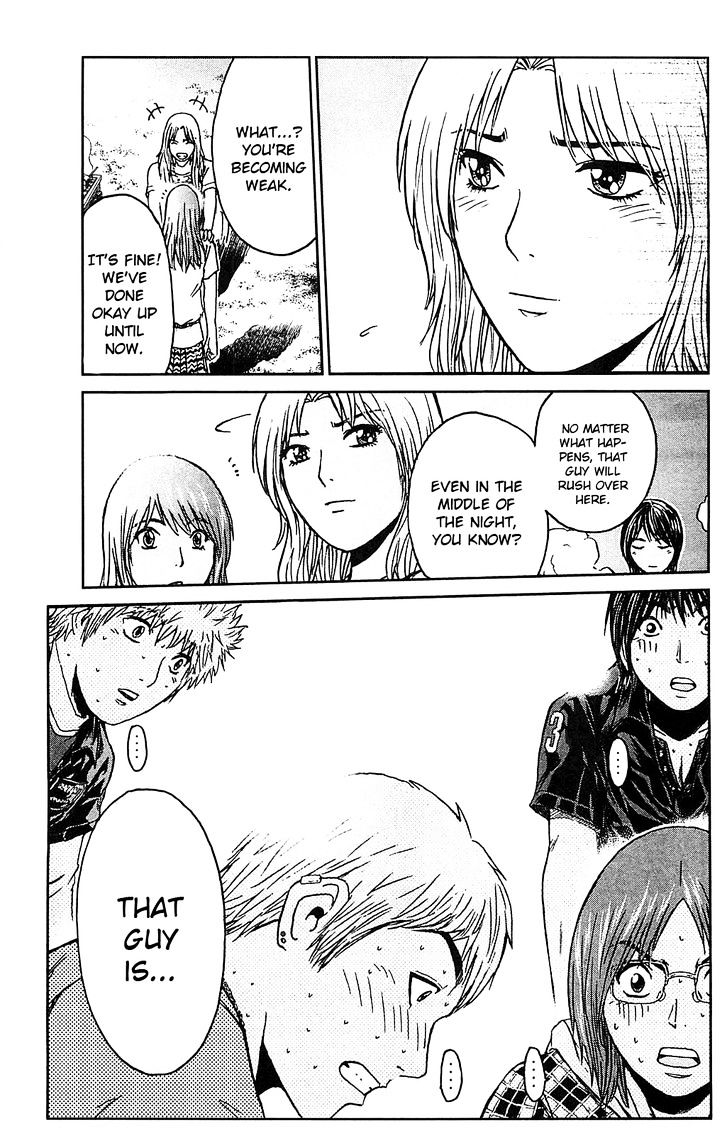 WHAT...?
YOU'RE
BECOMING
WEAK.
IT'S FINE!
WE'VE
DONE
OKAY UP
UNTIL
NOW.
NO MATTER
WHAT HAP-
PENS, THAT
GUY WILL
RUSH OVER
HERE.
EVEN IN THE
MIDDLE OF
THE NIGHT,
YOU KNOW?
3
....
....
....
....
THAT
GUY
IS...